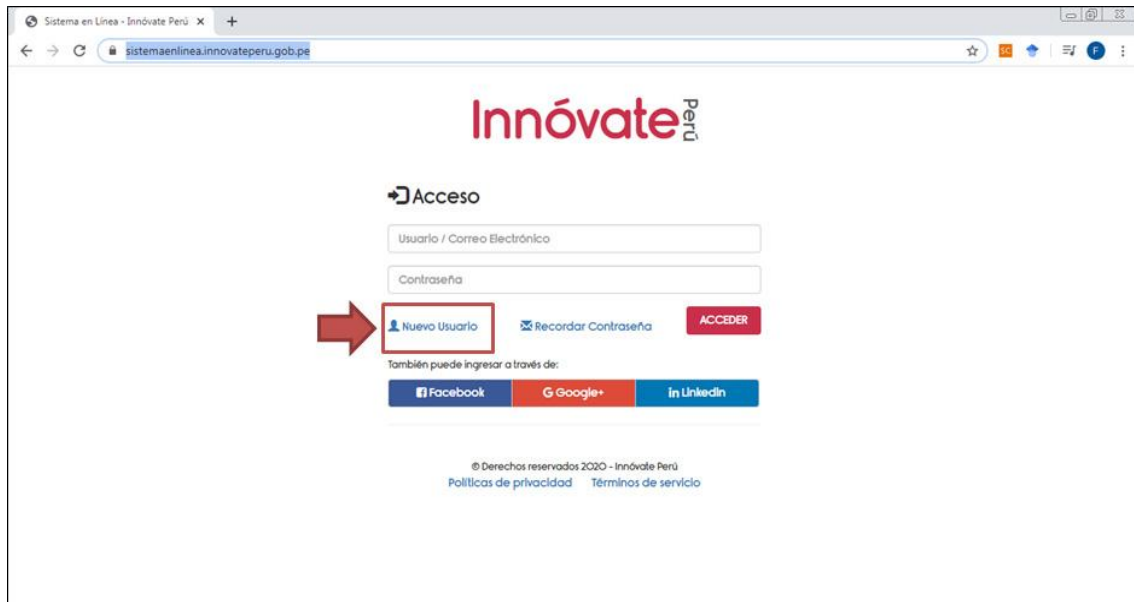 Sistema en Línea - Innóvate Perú
sistemaenlinea.innovateperu.gob.pe
SC
F
Innóvate Perú
Acceso
Usuario / Correo Electrónico
Contraseña
Nuevo Usuario Recordar Contraseña ACCEDER
También puede ingresar a través de:
Facebook G Google+ in Linkedin
© Derechos reservados 2020 - Innóvate Perú
Políticas de privacidad Términos de servicio